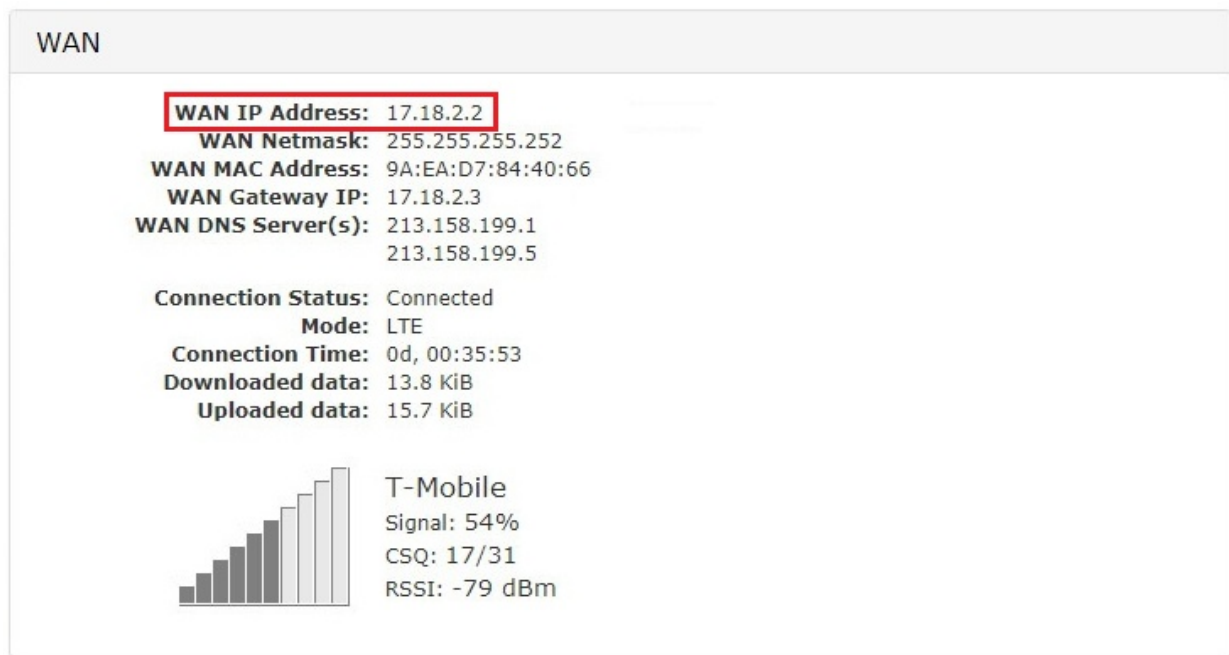 WAN
WAN IP Address: 17.18.2.2
WAN Netmask: 255.255.255.252
WAN MAC Address: 9A:EA:D7:84:40:66
WAN Gateway IP: 17.18.2.3
WAN DNS Server(s): 213.158.199.1
213.158.199.5
Connection Status: Connected
Mode: LTE
Connection Time: 0d, 00:35:53
Downloaded data: 13.8 KiB
Uploaded data: 15.7 KiB
T-Mobile
Signal: 54%
CSQ: 17/31
RSSI: -79 dBm